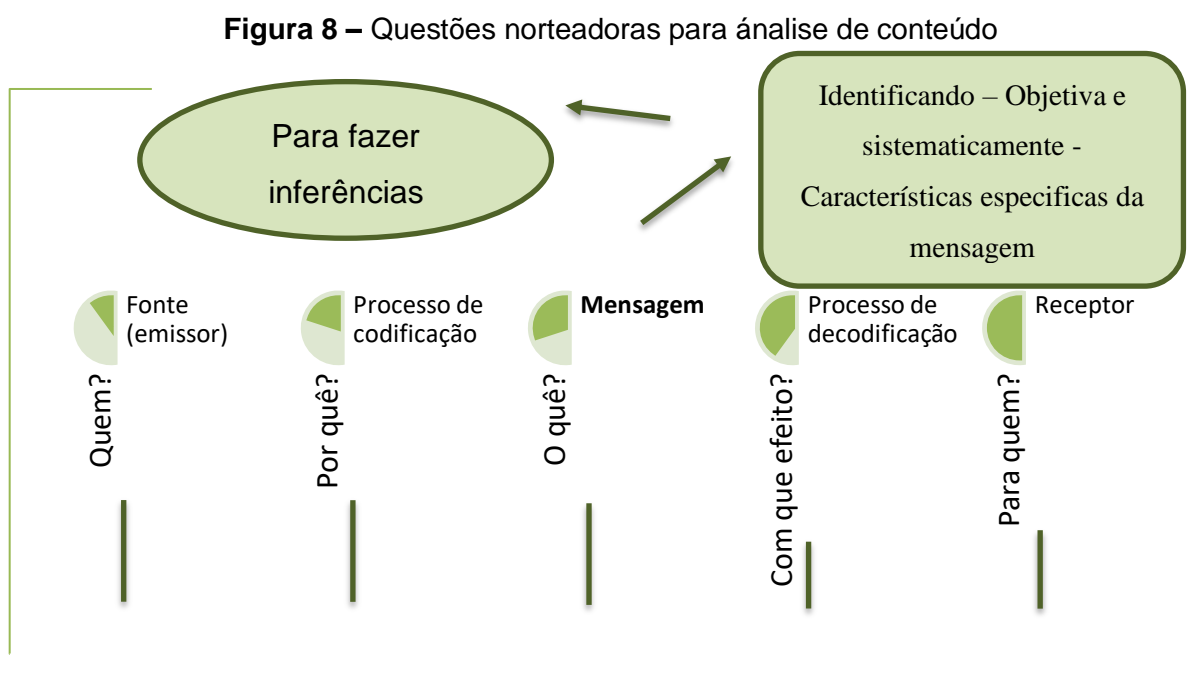 Figura 8 – Questões norteadoras para ánalise de conteúdo
Para fazer
inferências
Identificando – Objetiva e
sistematicamente -
Característícas especificas da
mensagem
Fonte
(emissor)
Quem?
Processo de
codificação
Por quê?
Mensagem
O quê?
Processo de
decodificação
Com que efeito?
Receptor
Para quem?